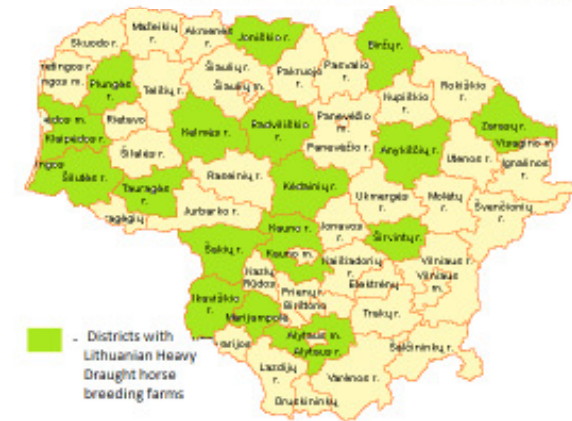 Skuodo r.
Mažeikių r.
Akmenės r.
Joniškio r.
Biržų r.
Plungės r.
Telšių r.
Šiaulių r.
Šiaulių m.
Pakruojo r.
Pasvalio r.
Rokiškio r.
Kupiškio r.
Klaipėdos r.
Rietavo
Kelmės r.
Radviliškio r.
Panevėžio m.
Panevėžio r.
Anykščių r.
Zarasų r.
Visagino m.
Ignalinos r.
Utenos r.
Šilutės r.
Šilalės r.
Tauragės r.
Raseinių r.
Kėdainių r.
Ukmergės r.
Molėtų r.
Švenčionių r.
Jurbarko r.
Kauno r.
Jonavos r.
Širvintų r.
Šakių r.
Kauno m.
Kaišiadorių r.
Vilniaus r.
Vilniaus m.
Kazlų Rūdos
Prienų r.
Birštono
Elektrėnų
Trakų r.
Vilkaviškio r.
Marijampolė
Alytaus m.
Alytaus r.
Šalčininkų r.
Lazdijų r.
Varėnos r.
Druskininkų
- Districts with
Lithuanian Heavy
Draught horse
breeding farms